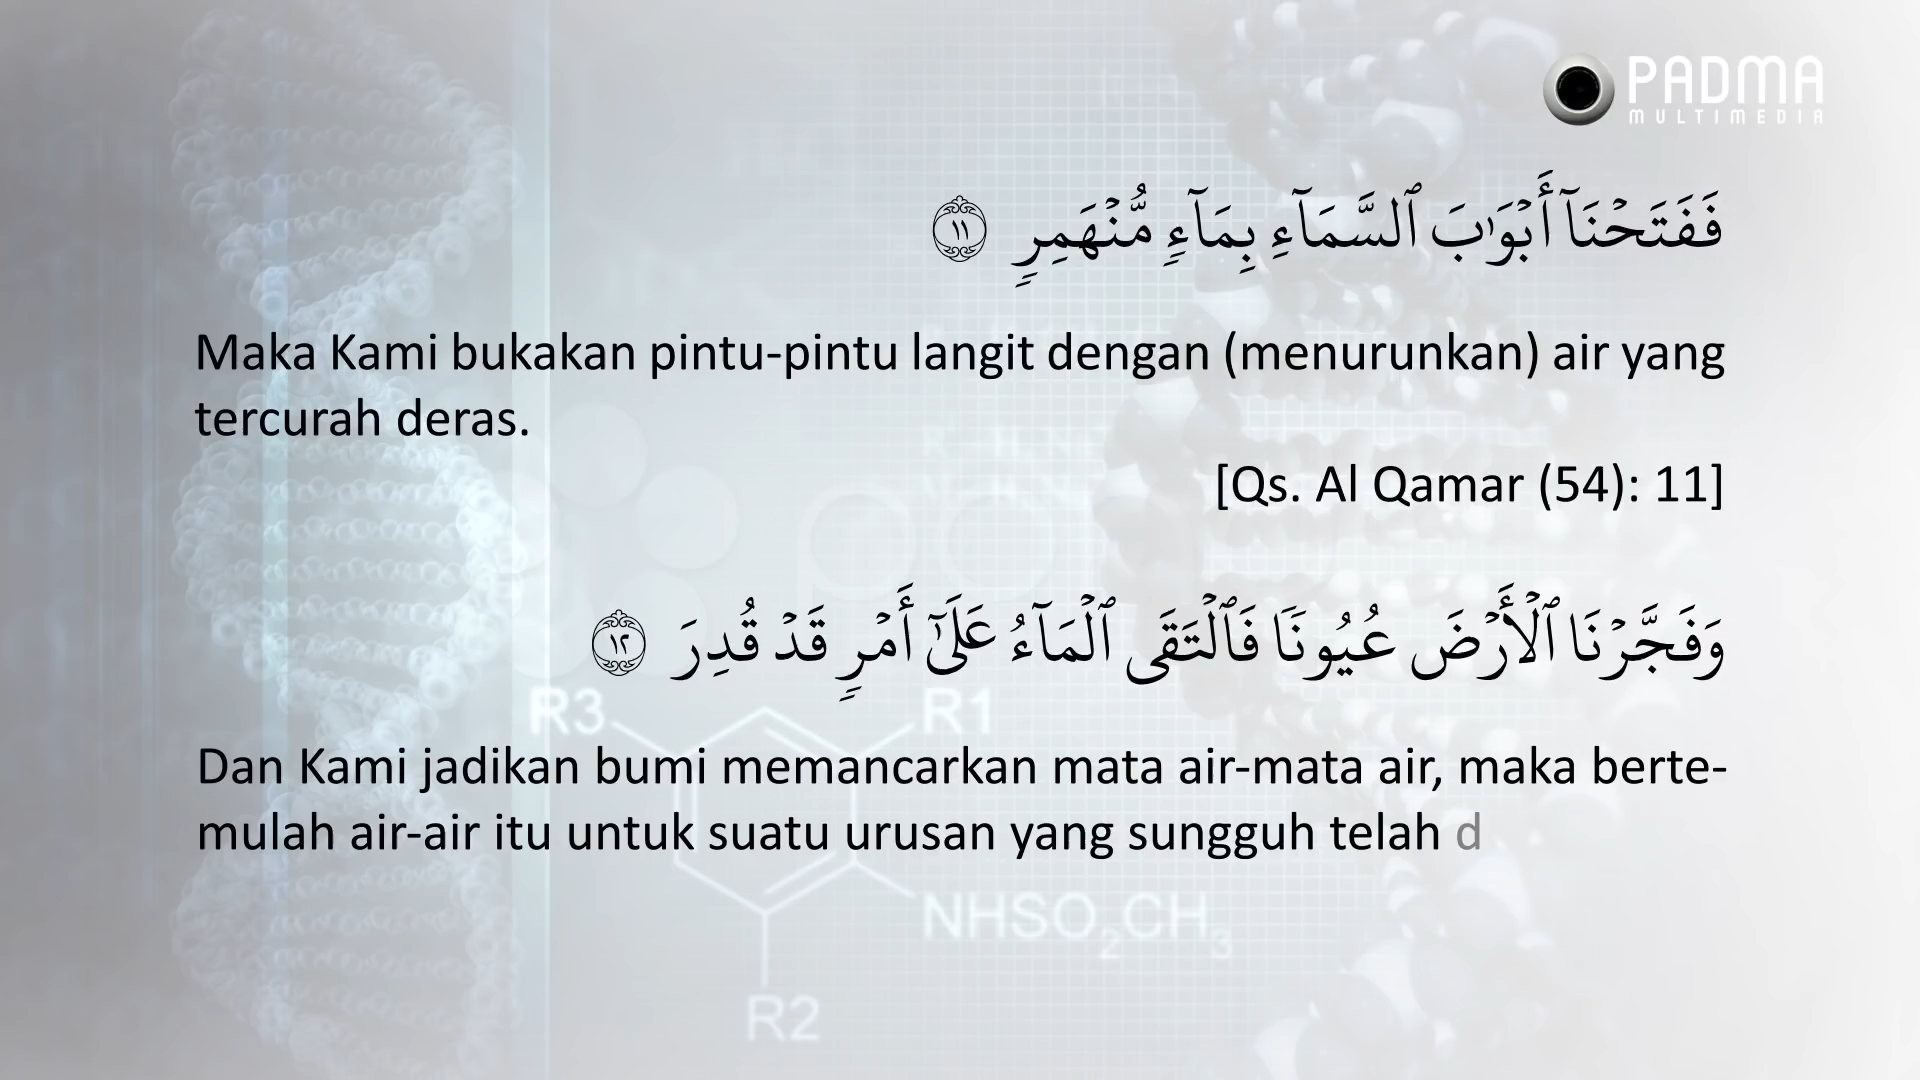 PADMA
MULTIMEDIA
فَفَتَحْنَآ أَبْوَٰبَ ٱلسَّمَآءِ بِمَآءٍ مُّنْهَمِرٍ ١١
Maka Kami bukakan pintu-pintu langit dengan (menurunkan) air yang
tercurah deras.
[Qs. Al Qamar (54): 11]
وَفَجَّرْنَا ٱلْأَرْضَ عُيُونًا فَٱلْتَقَى ٱلْمَآءُ عَلَىٰٓ أَمْرٍ قَدْ قُدِرَ ١٢
R3
R1
Dan Kami jadikan bumi memancarkan mata air-mata air, maka berte-
mulah air-air itu untuk suatu urusan yang sungguh telah d
NHSO₂CH₃
R2